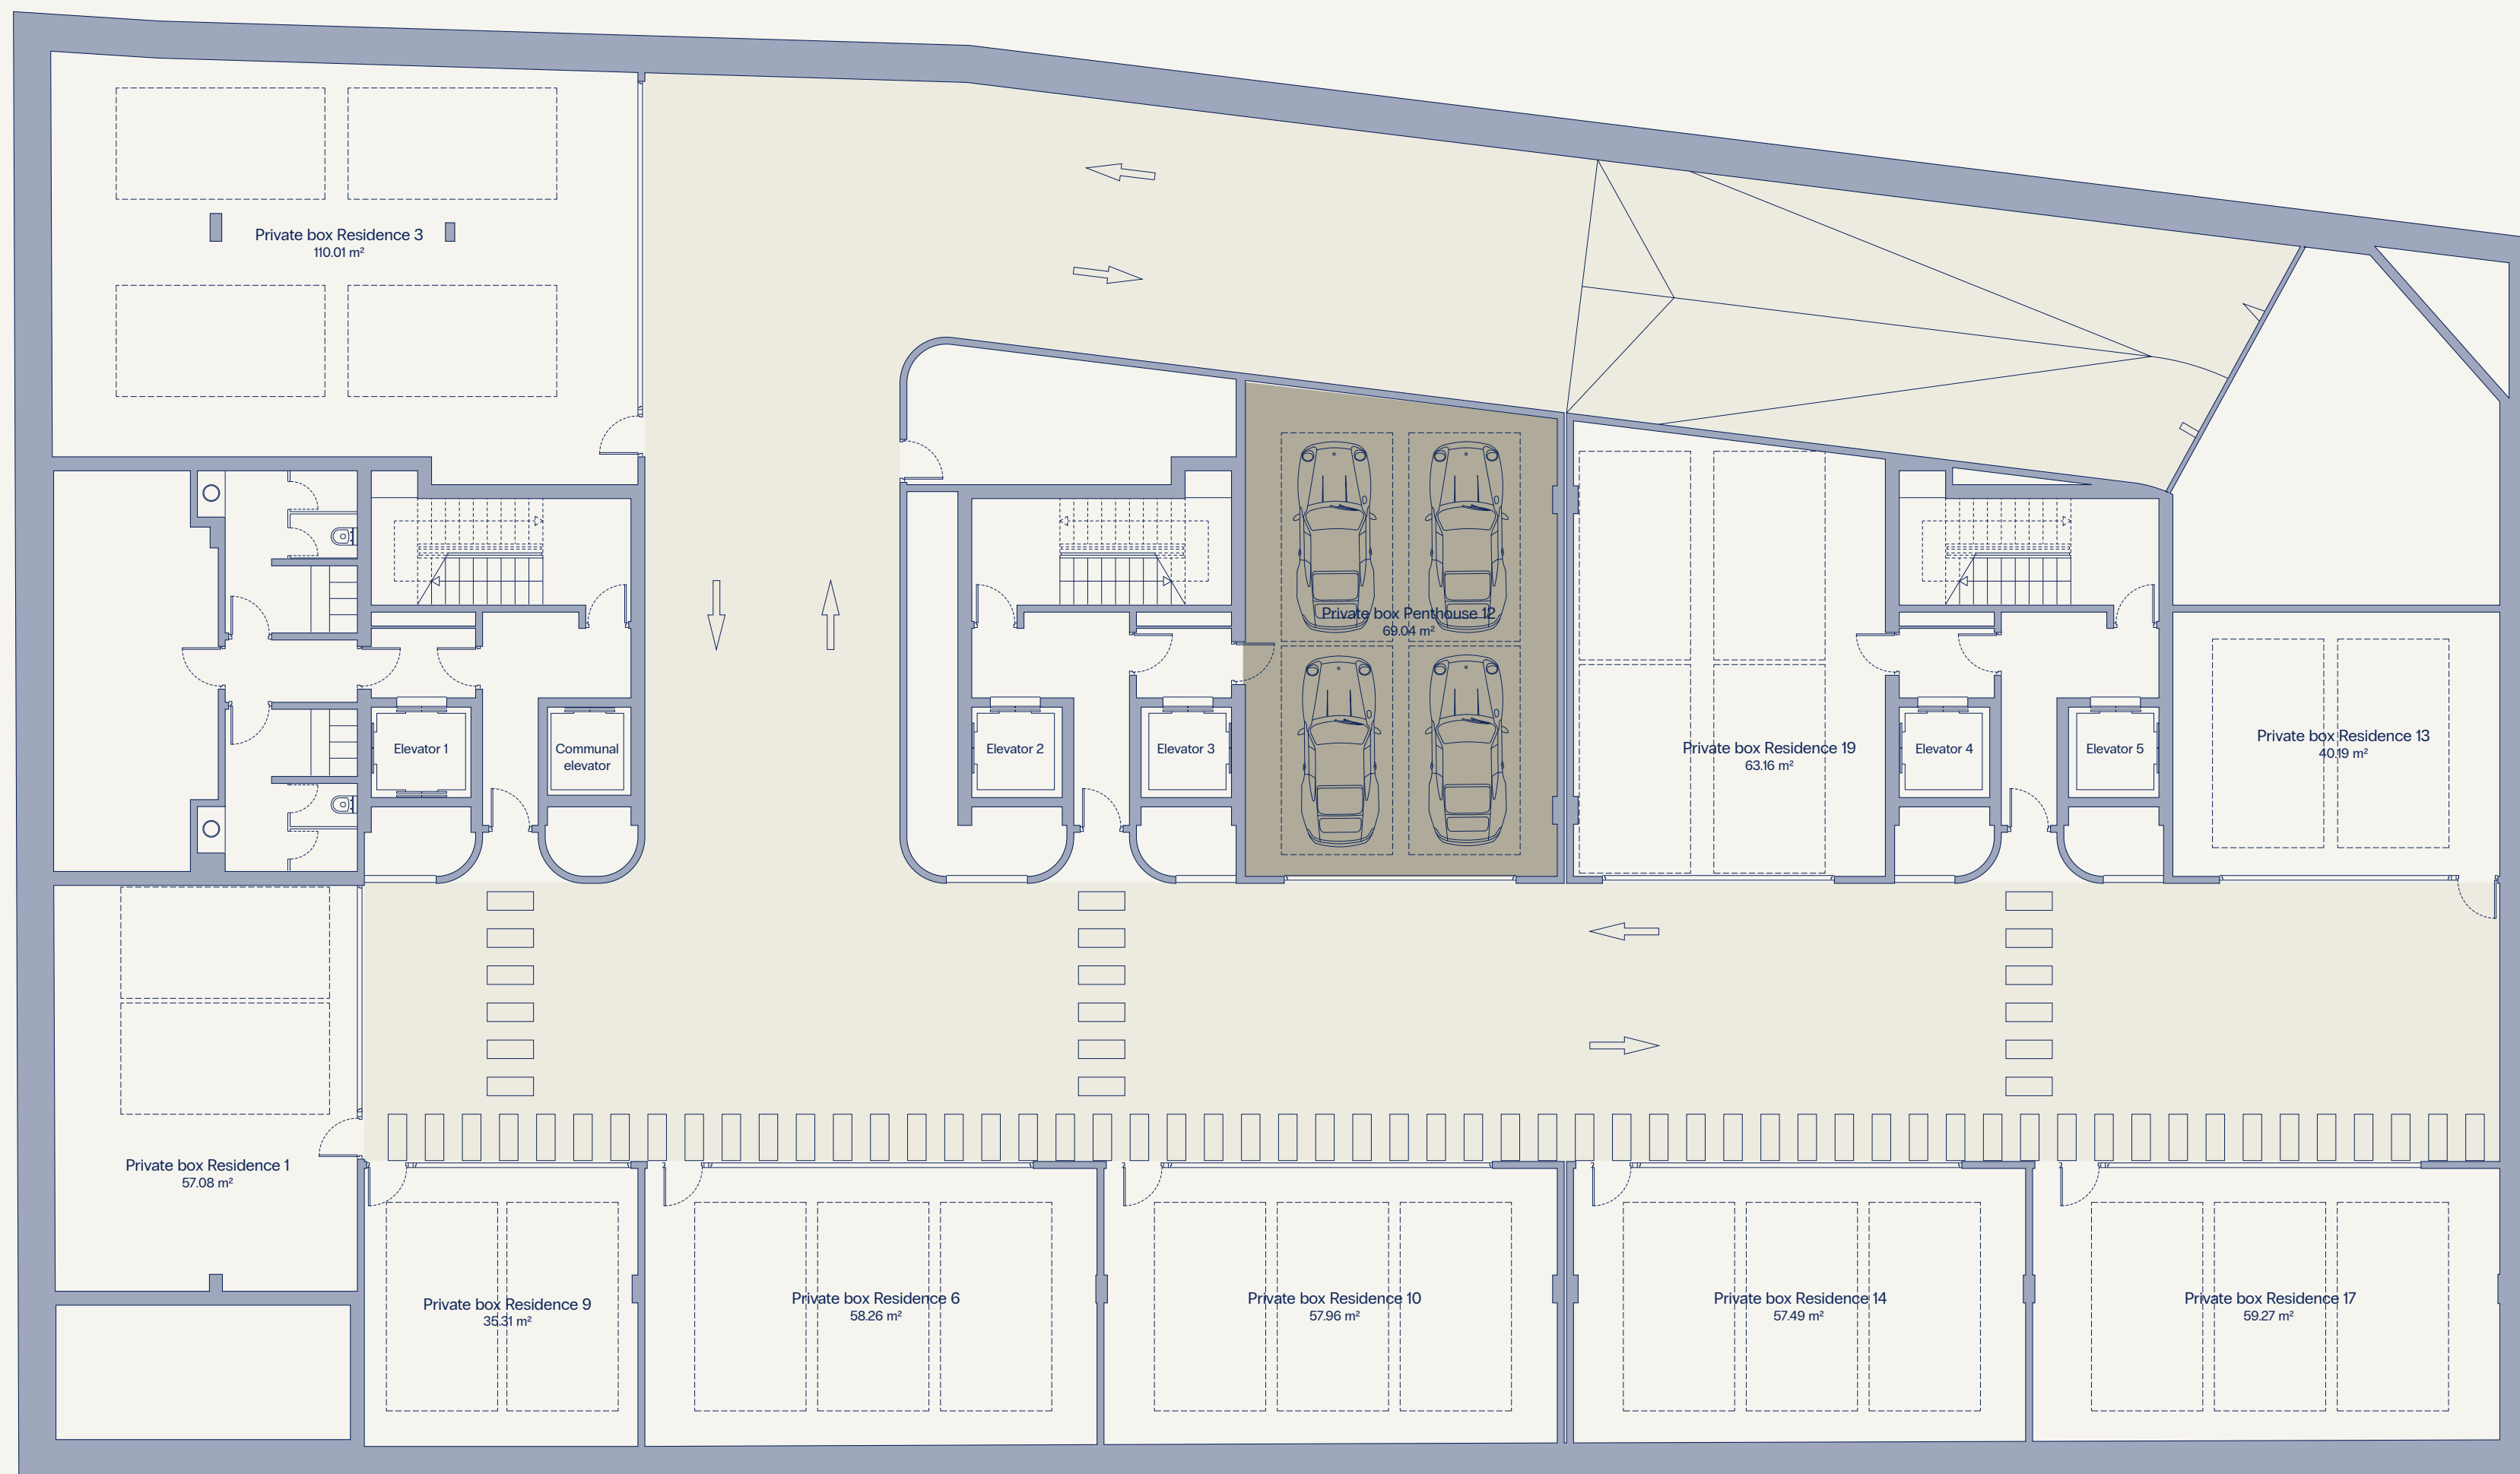 Private box Residence 3
110.01 m²
Private box Penthouse 12
69.04 m²
Elevator 1
Communal
elevator
Elevator 2
Elevator 3
Private box Residence 19
63.16 m²
Elevator 4
Elevator 5
Private box Residence 13
40.19 m²
Private box Residence 1
57.08 m²
Private box Residence 9
35.31 m²
Private box Residence 6
58.26 m²
Private box Residence 10
57.96 m²
Private box Residence 14
57.49 m²
Private box Residence 17
59.27 m²